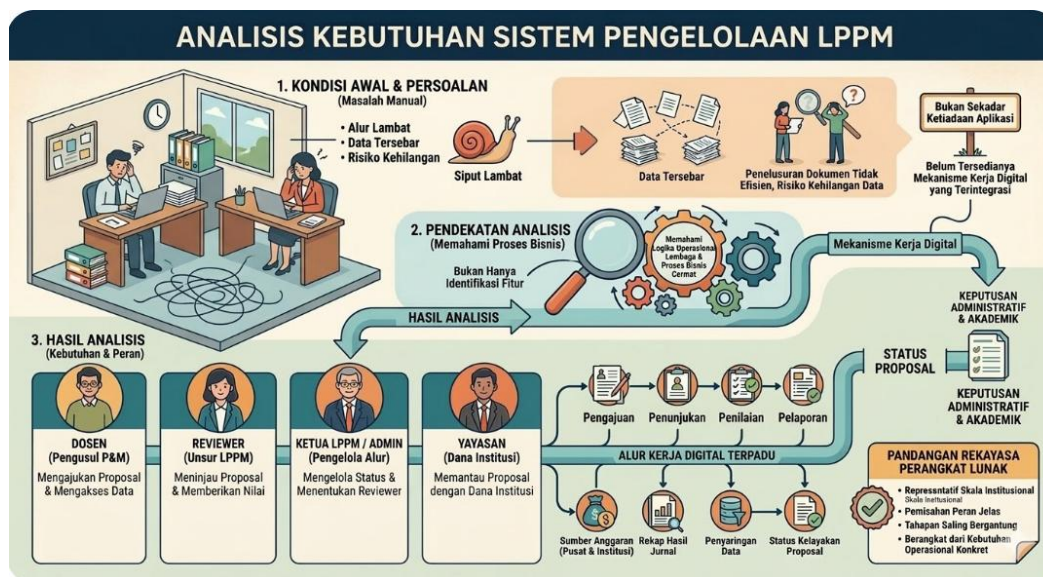 ANALISIS KEBUTUHAN SISTEM PENGELOLAAN LPPM
1. KONDISI AWAL & PERSOALAN
(Masalah Manual)
• Alur Lambat
• Data Tersebar
• Risiko Kehilangan
Siput Lambat
Data Tersebar
Penelusuran Dokumen Tidak
Efisien, Risiko Kehilangan Data
Bukan Sekadar
Ketiadaan Aplikasi
Belum Tersedianya
Mekanisme Kerja Digital
yang Terintegrasi
2. PENDEKATAN ANALISIS
(Memahami Proses Bisnis)
Bukan Hanya
Identifikasi Fitur
Memahami
Logika Operasional
Lembaga &
Proses Bisnis
Cermat
Mekanisme Kerja Digital
HASIL ANALISIS
KEPUTUSAN
ADMINISTRATIF
& AKADEMIK
3. HASIL ANALISIS
(Kebutuhan & Peran)
DOSEN
(Pengusul P&M)
Mengajukan Proposal
& Mengakses Data
REVIEWER
(Unsur LPPM)
Meninjau Proposal
& Memberikan Nilai
KETUA LPPM / ADMIN
(Pengelola Alur)
Mengelola Status &
Menentukan Reviewer
YAYASAN
(Dana Institusi)
Memantau Proposal
dengan Dana Institusi
Pengajuan
Penunjukan
Penilaian
Pelaporan
ALUR KERJA DIGITAL TERPADU
Sumber Anggaran
(Pusat & Institusi)
Rekap Hasil
Jurnal
Penyaringan
Data
Status Kelayakan
Proposal
STATUS
PROPOSAL
KEPUTUSAN
ADMINISTRATIF
& AKADEMIK
PANDANGAN REKAYASA
PERANGKAT LUNAK
• Represntatif Skala Institusional
Skala Inetitusional
• Pemisahan Peran Jelas
• Tahapan Saling Bergantung
• Berangkat dari Kebutuhan
Operasional Konkret